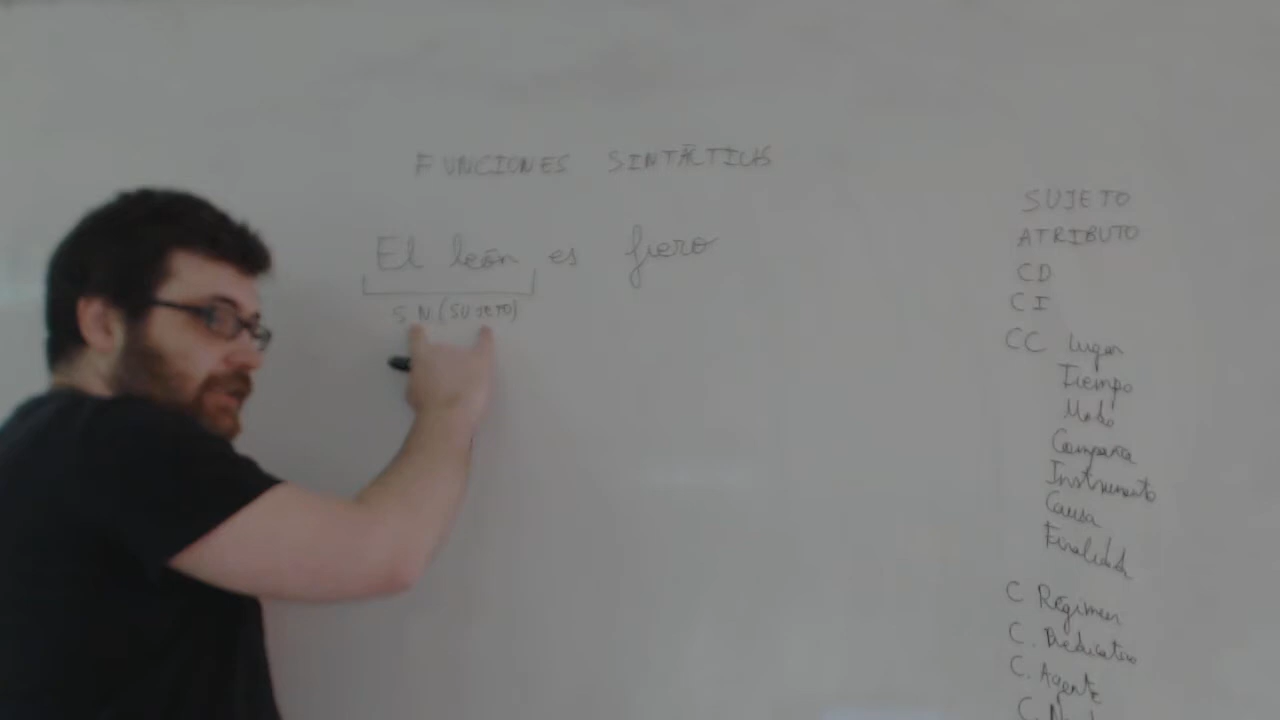 FUNCIONES SINTÁCTICAS
El león es fiero
SN (SUJETO)
SUJETO
ATRIBUTO
CD
CI
CC Lugar
Tiempo
Modo
Compañía
Instrumento
Causa
Finalidad
C Régimen
C. Predicativo
C. Agente
C. N